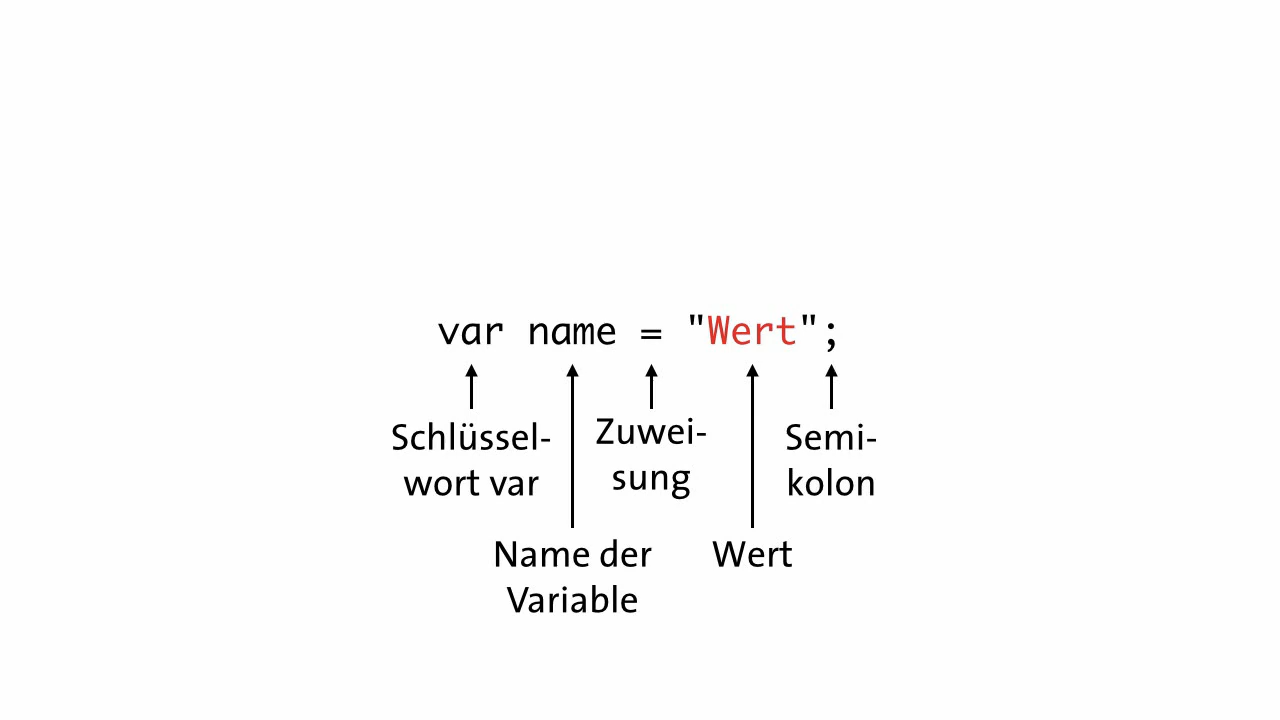 var name = "Wert";
Schlüssel-
wort var
Zuwei-
sung
Semi-
kolon
Name der
Variable
Wert